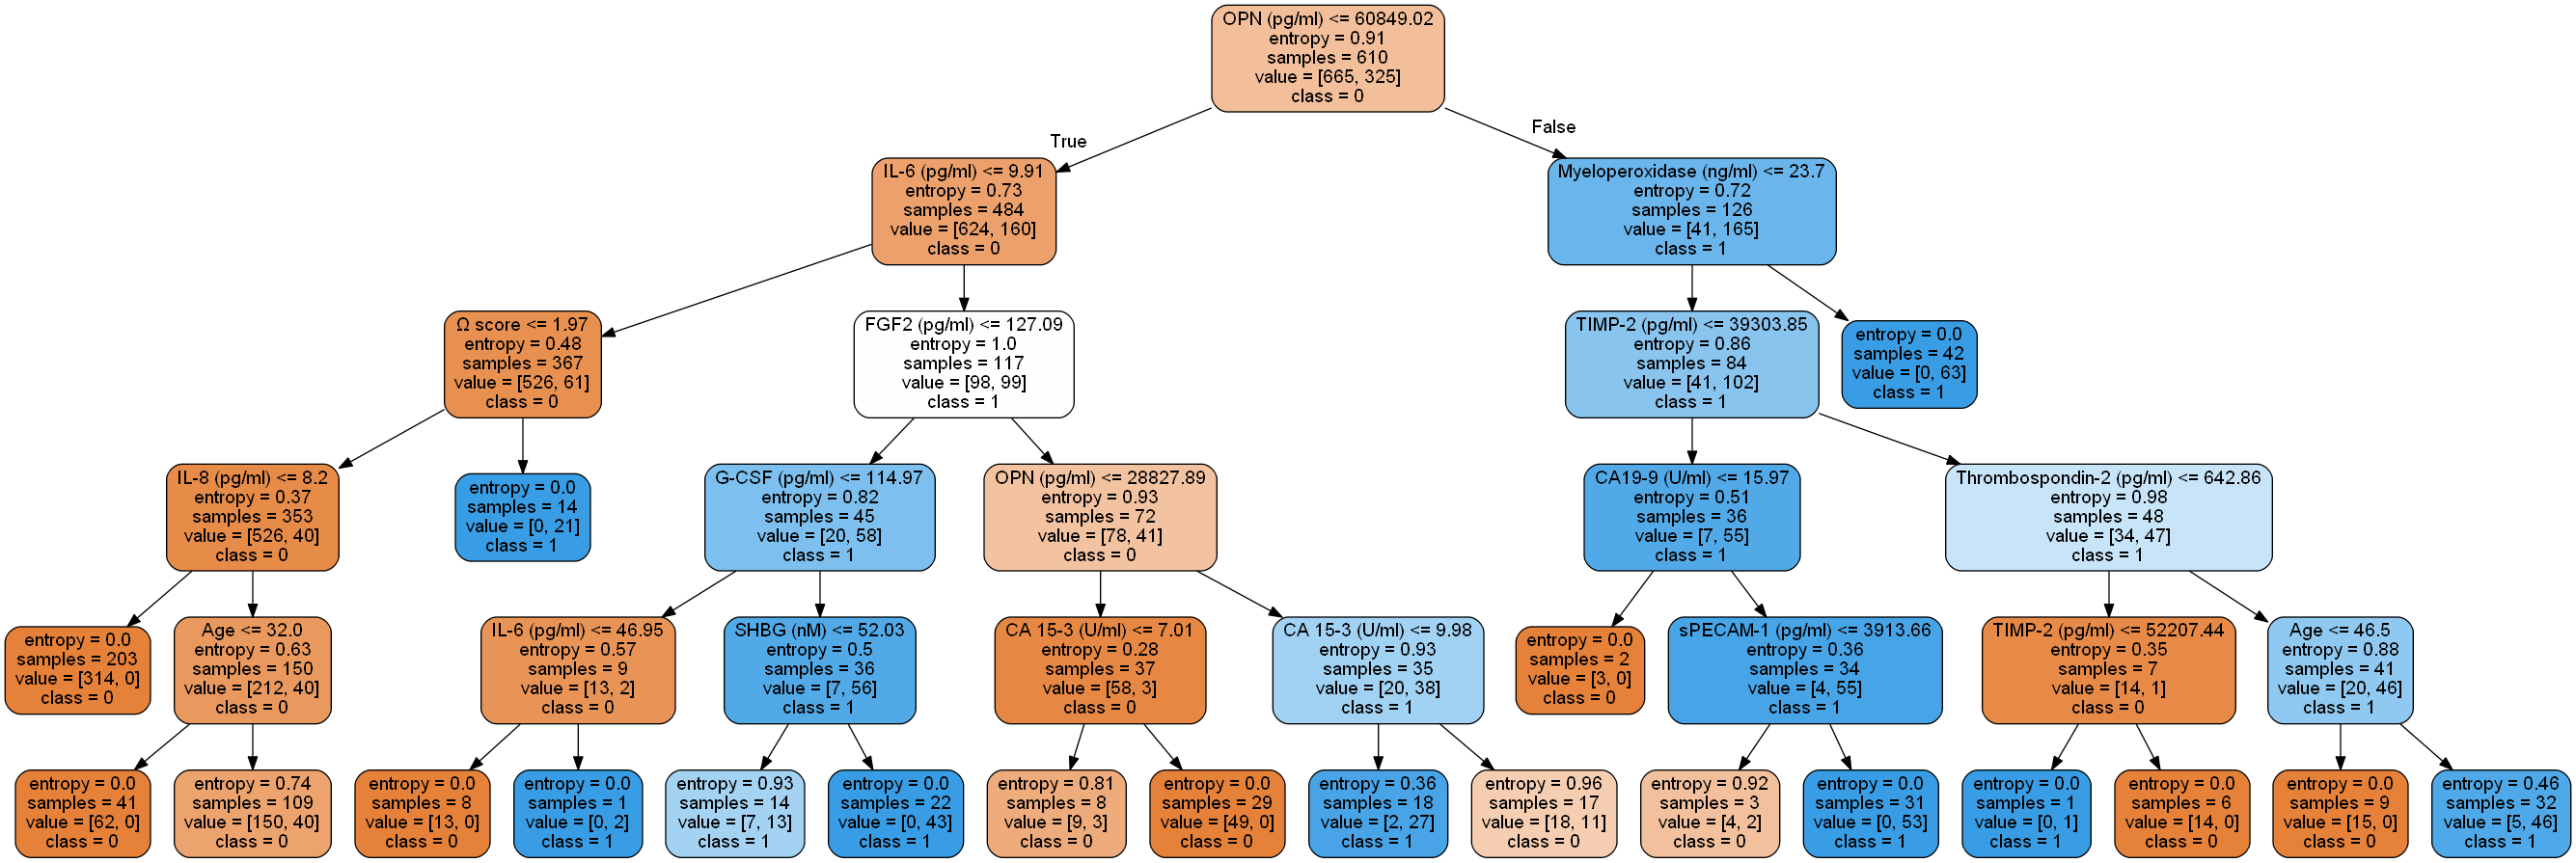 OPN (pg/ml) <= 60849.02
entropy = 0.91
samples = 610
value = [665, 325]
class = 0
True
False
IL-6 (pg/ml) <= 9.91
entropy = 0.73
samples = 484
value = [624, 160]
class = 0
Myeloperoxidase (ng/ml) <= 23.7
entropy = 0.72
samples = 126
value = [41, 165]
class = 1
Ω score <= 1.97
entropy = 0.48
samples = 367
value = [526, 61]
class = 0
FGF2 (pg/ml) <= 127.09
entropy = 1.0
samples = 117
value = [98, 99]
class = 1
TIMP-2 (pg/ml) <= 39303.85
entropy = 0.86
samples = 84
value = [41, 102]
class = 1
entropy = 0.0
samples = 42
value = [0, 63]
class = 1
IL-8 (pg/ml) <= 8.2
entropy = 0.37
samples = 353
value = [526, 40]
class = 0
entropy = 0.0
samples = 14
value = [0, 21]
class = 1
G-CSF (pg/ml) <= 114.97
entropy = 0.82
samples = 45
value = [20, 58]
class = 1
OPN (pg/ml) <= 28827.89
entropy = 0.93
samples = 72
value = [78, 41]
class = 0
CA19-9 (U/ml) <= 15.97
entropy = 0.51
samples = 36
value = [7, 55]
class = 1
Thrombospondin-2 (pg/ml) <= 642.86
entropy = 0.98
samples = 48
value = [34, 47]
class = 1
entropy = 0.0
samples = 203
value = [314, 0]
class = 0
Age <= 32.0
entropy = 0.63
samples = 150
value = [212, 40]
class = 0
IL-6 (pg/ml) <= 46.95
entropy = 0.57
samples = 9
value = [13, 2]
class = 0
SHBG (nM) <= 52.03
entropy = 0.5
samples = 36
value = [7, 56]
class = 1
CA 15-3 (U/ml) <= 7.01
entropy = 0.28
samples = 37
value = [58, 3]
class = 0
CA 15-3 (U/ml) <= 9.98
entropy = 0.93
samples = 35
value = [20, 38]
class = 1
entropy = 0.0
samples = 2
value = [3, 0]
class = 0
sPECAM-1 (pg/ml) <= 3913.66
entropy = 0.36
samples = 34
value = [4, 55]
class = 1
TIMP-2 (pg/ml) <= 52207.44
entropy = 0.35
samples = 7
value = [14, 1]
class = 0
Age <= 46.5
entropy = 0.88
samples = 41
value = [20, 46]
class = 1
entropy = 0.0
samples = 41
value = [62, 0]
class = 0
entropy = 0.74
samples = 109
value = [150, 40]
class = 0
entropy = 0.0
samples = 8
value = [13, 0]
class = 0
entropy = 0.0
samples = 1
value = [0, 2]
class = 1
entropy = 0.93
samples = 14
value = [7, 13]
class = 1
entropy = 0.0
samples = 22
value = [0, 43]
class = 1
entropy = 0.81
samples = 8
value = [9, 3]
class = 0
entropy = 0.0
samples = 29
value = [49, 0]
class = 0
entropy = 0.36
samples = 18
value = [2, 27]
class = 1
entropy = 0.96
samples = 17
value = [18, 11]
class = 0
entropy = 0.92
samples = 3
value = [4, 2]
class = 0
entropy = 0.0
samples = 31
value = [0, 53]
class = 1
entropy = 0.0
samples = 1
value = [0, 1]
class = 1
entropy = 0.0
samples = 6
value = [14, 0]
class = 0
entropy = 0.0
samples = 9
value = [15, 0]
class = 0
entropy = 0.46
samples = 32
value = [5, 46]
class = 1